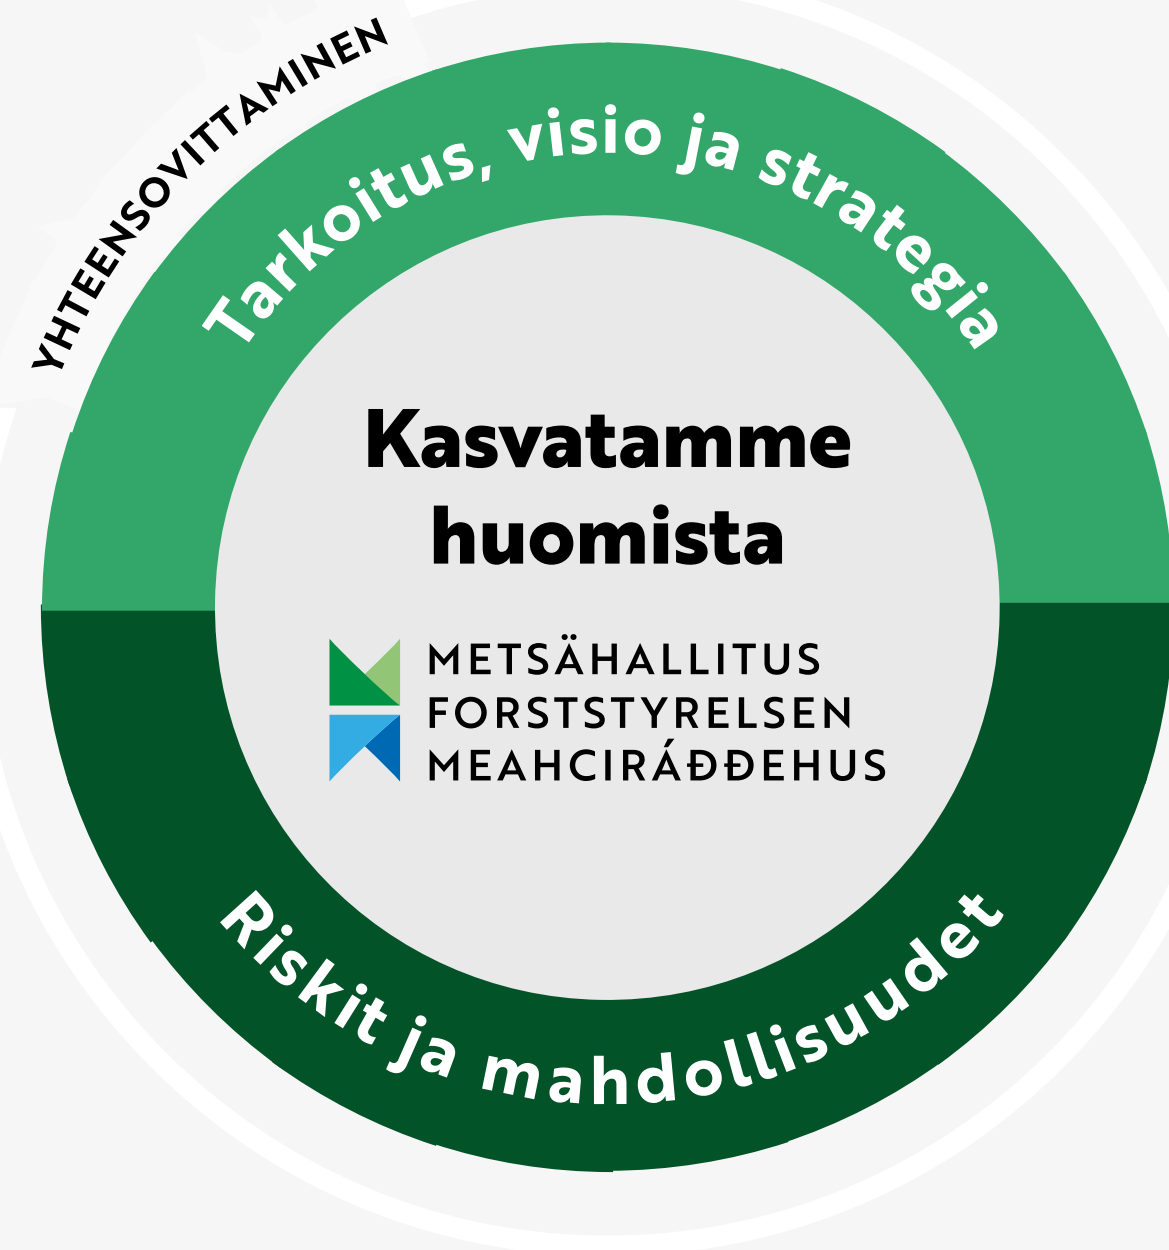 YHTEENSOVITTAMINEN
Tarkoitus, visio ja strategia
Kasvatamme
huomista
METSÄHALLITUS
FORSTSTYRELSEN
MEAHCIRÁĐĐEHUS
Riskit ja mahdollisuudet